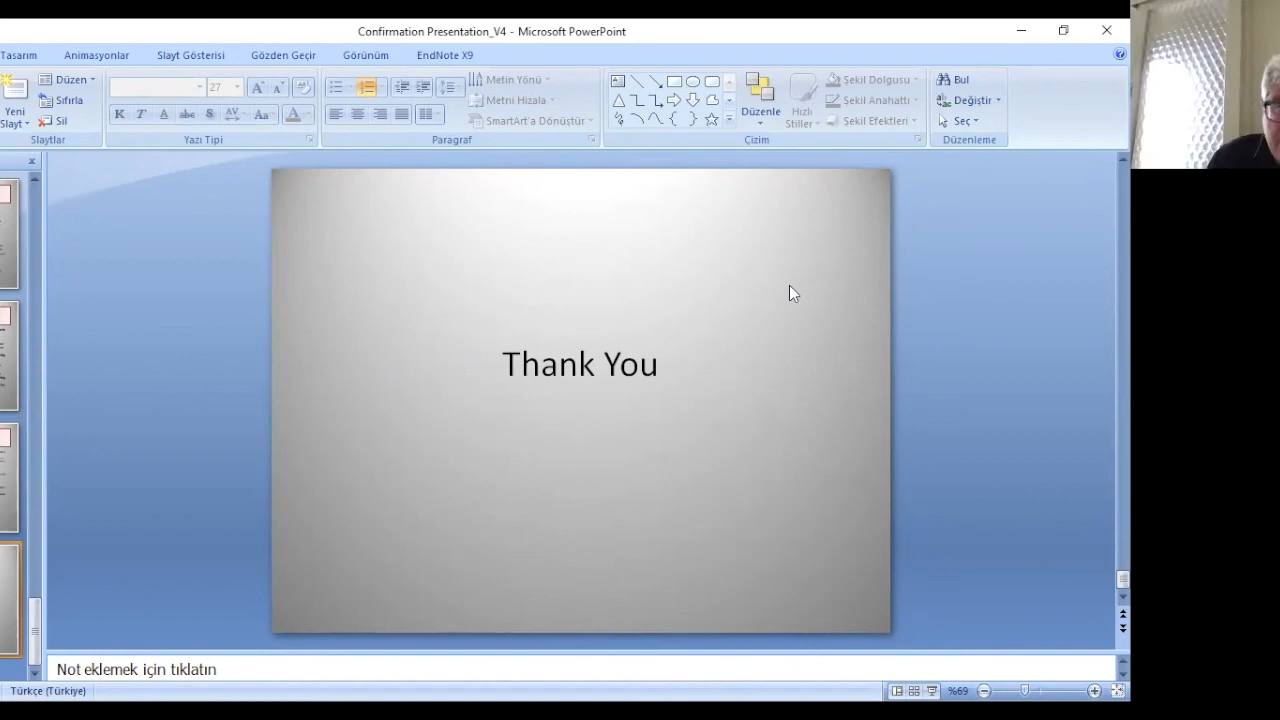 Confirmation Presentation_V4 - Microsoft PowerPoint
Tasarım Animasyonlar Slayt Gösterisi Gözden Geçir Görünüm EndNote X9
Yeni Slayt
Düzen
Sıfırla
Sil
Slaytlar
27
K T A abc S AV Aa A
Yazı Tipi
Metin Yönü
Metni Hizala
SmartArt'a Dönüştür
Paragraf
Düzenle
Hızlı Stiller
Şekil Dolgusu
Şekil Anahattı
Şekil Efektleri
Çizim
Bul
Değiştir
Seç
Düzenleme
Thank You
Not eklemek için tıklatın
Türkçe (Türkiye)
%69